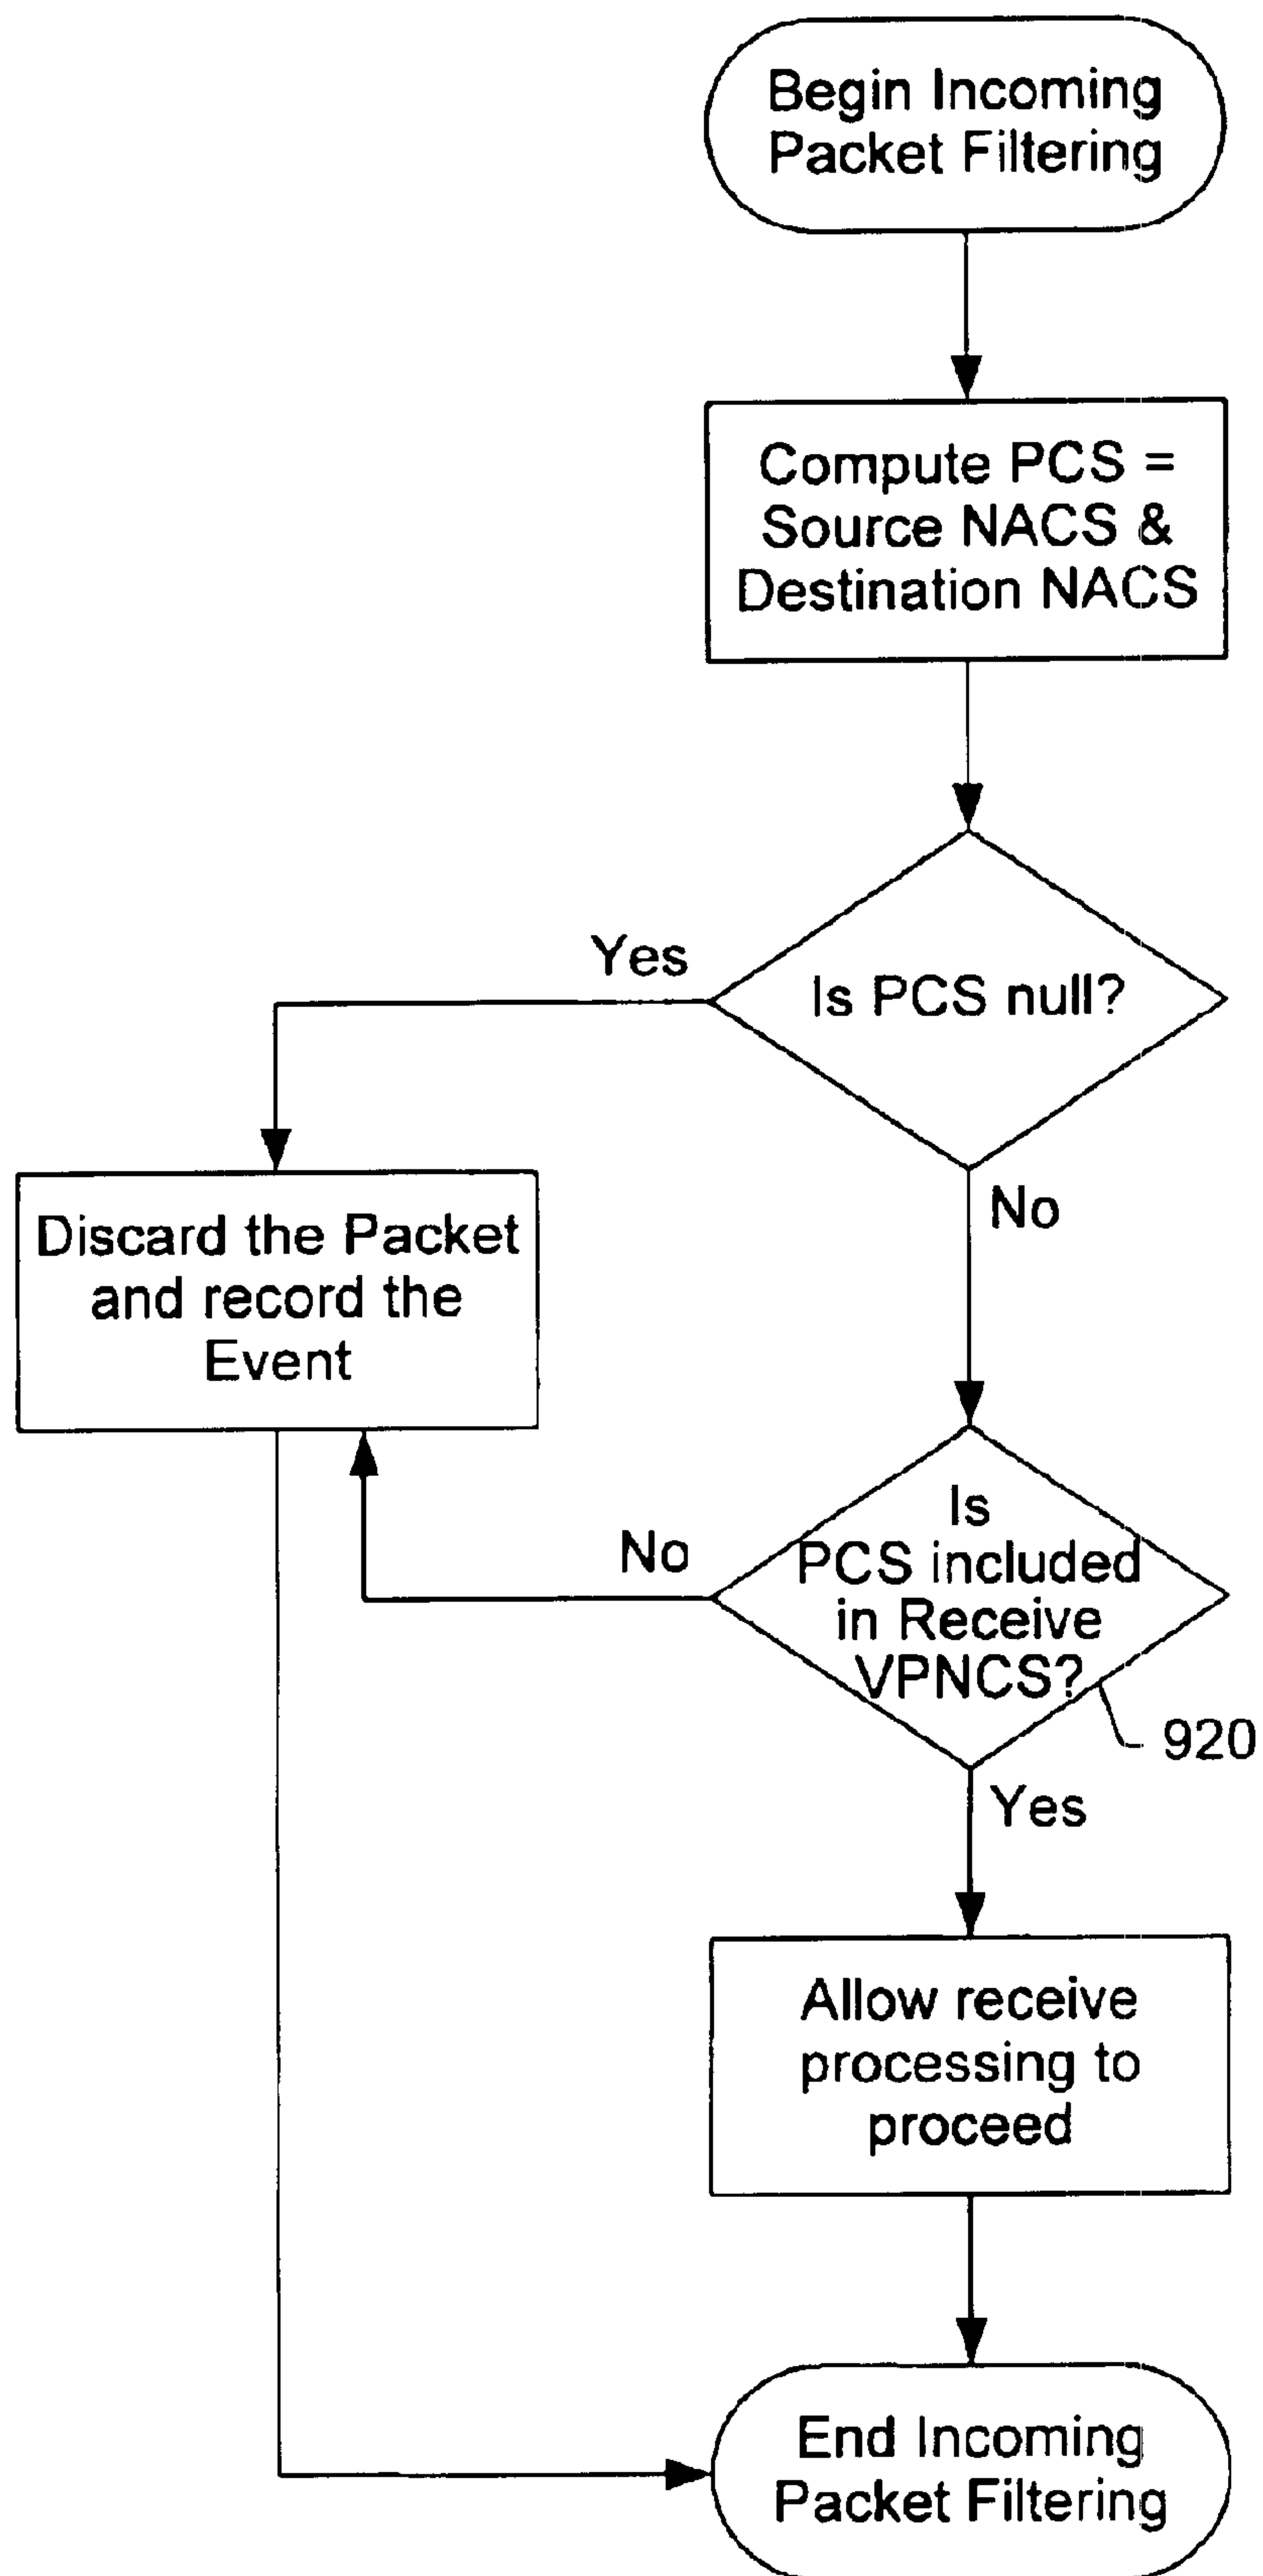 Begin Incoming
Packet Filtering
Compute PCS =
Source NACS &
Destination NACS
Yes
Is PCS null?
No
Discard the Packet
and record the
Event
No
Is
PCS included
in Receive
VPNCS?
920
Yes
Allow receive
processing to
proceed
End Incoming
Packet Filtering